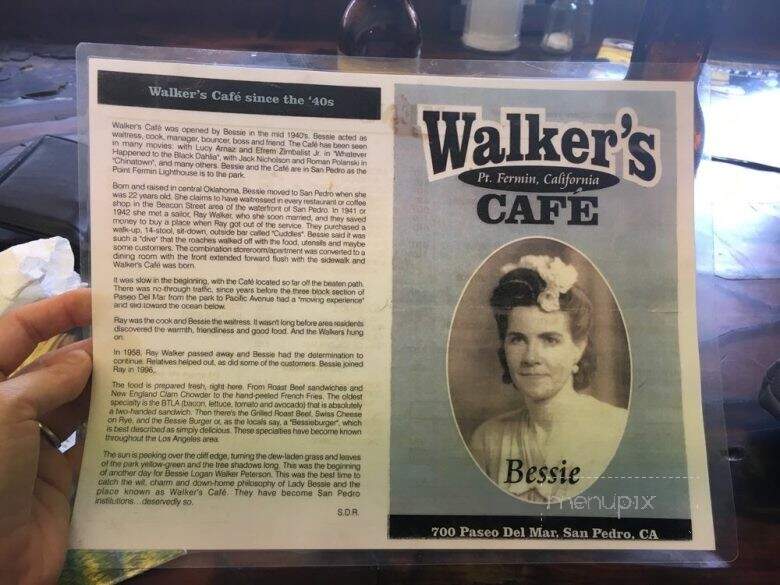 Walker's Café since the '40s
Walker's Café was opened by Bessie in the mid 1940's. Bessie acted as
waitress, cook, manager, bouncer, boss and friend. The Café has been seen
in many movies: with Lucy Arnaz and Efrem Zimbalist Jr. in "Whatever
Happened to the Black Dahlia", with Jack Nicholson and Roman Polanski in
"Chinatown", and many others. Bessie and the Café are in San Pedro as the
Point Fermin Lighthouse is to the park.
Born and raised in central Oklahoma, Bessie moved to San Pedro when she
was 22 years old. She claims to have waitressed in every restaurant or coffee
shop in the Beacon Street area of the waterfront of San Pedro. In 1941 or
1942 she met a sailor, Ray Walker, who she soon married, and they saved
money to buy a place when Ray got out of the service. They purchased a
walk-up, 14-stool, sit-down, outside bar called "Cuddles". Bessie said it was
such a "dive" that the roaches walked off with the food, utensils and maybe
some customers. The combination storeroom/apartment was converted to a
dining room with the front extended forward flush with the sidewalk and
Walker's Café was born.
It was slow in the beginning, with the Café located so far off the beaten path.
There was no through traffic, since years before the three block section of
Paseo Del Mar from the park to Pacific Avenue had a "moving experience"
and slid toward the ocean below.
Ray was the cook and Bessie the waitress. It wasn't long before area residents
discovered the warmth, friendliness and good food. And the Walkers hung
on.
In 1958, Ray Walker passed away and Bessie had the determination to
continue. Relatives helped out, as did some of the customers. Bessie joined
Ray in 1996.
The food is prepared fresh, right here. From Roast Beef sandwiches and
New England Clam Chowder to the hand-peeled French Fries. The oldest
specialty is the BTLA (bacon, lettuce, tomato and avocado) that is absolutely
a two-handed sandwich. Then there's the Grilled Roast Beef, Swiss Cheese
on Rye, and the Bessie Burger or, as the locals say, a "Bessieburger", which
is best described as simply delicious. These specialties have become known
throughout the Los Angeles area.
The sun is peeking over the cliff edge, turning the dew-laden grass and leaves
of the park yellow-green and the tree shadows long. This was the beginning
of another day for Bessie Logan Walker Peterson. This was the best time to
catch the wit, charm and down-home philosophy of Lady Bessie and the
place known as Walker's Café. They have become San Pedro
institutions...deservedly so.
S.D.R.
Walker's
Pt. Fermin, California
CAFÉ
Bessie
menupix
700 Paseo Del Mar, San Pedro, CA